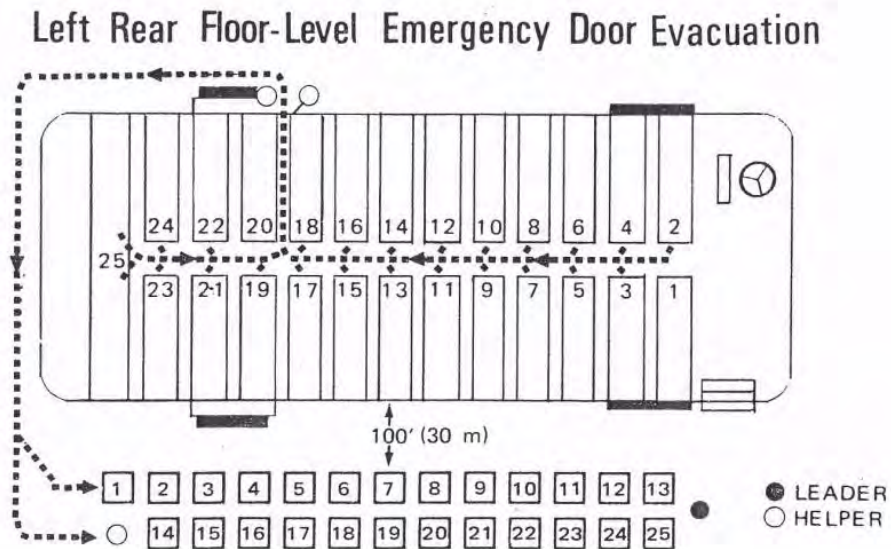 Left Rear Floor-Level Emergency Door Evacuation
24 22 20 18 16 14 12 10 8 6 4 2
25
23 2-1 19 17 15 13 11 9 7 5 3 1
100' (30 m)
1 2 3 4 5 6 7 8 9 10 11 12 13
LEADER
14 15 16 17 18 19 20 21 22 23 24 25
HELPER